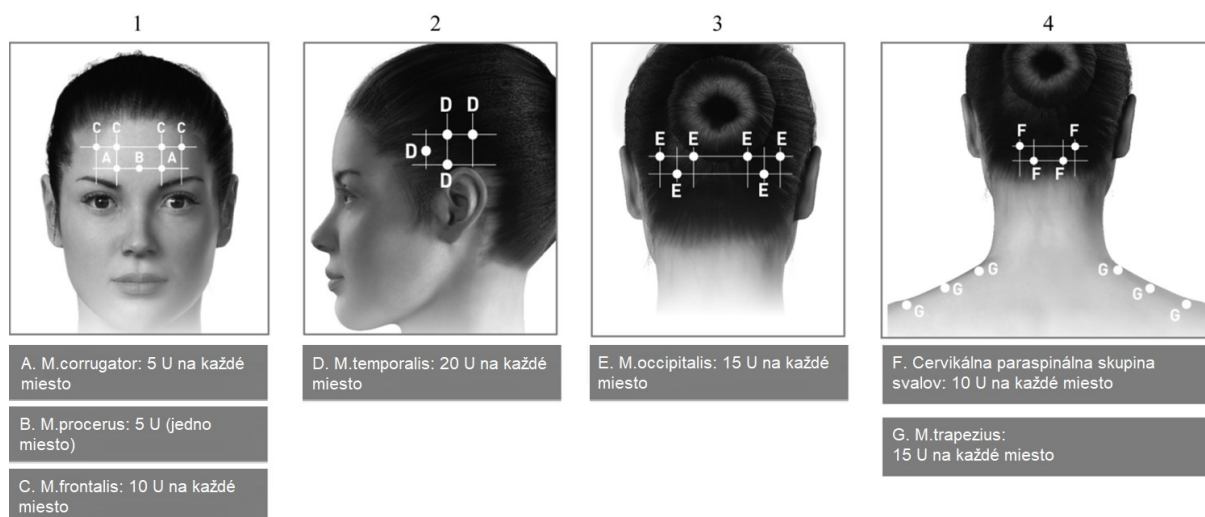 1
2
3
4
C C C C
A B A
D D
D
D
E E E E
E E
F F
F F
G G
G G
G G
A. M.corrugator: 5 U na každé
miesto
B. M.procerus: 5 U (jedno
miesto)
C. M.frontalis: 10 U na každé
miesto
D. M.temporalis: 20 U na každé
miesto
E. M.occipitalis: 15 U na každé
miesto
F. Cervikálna paraspinálna skupina
svalov: 10 U na každé miesto
G. M.trapezius:
15 U na každé miesto